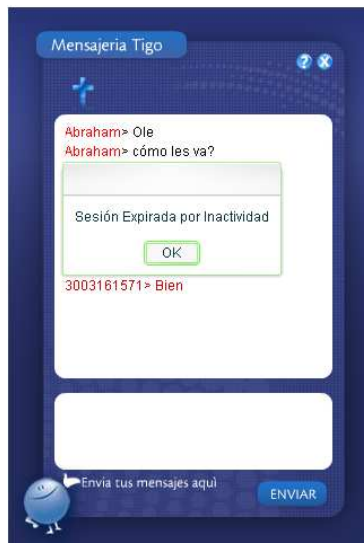 Mensajeria Tigo
Abraham> Ole
Abraham> cómo les va?
Sesión Expirada por Inactividad
OK
3003161571> Bien
Envia tus mensajes aquì
ENVIAR